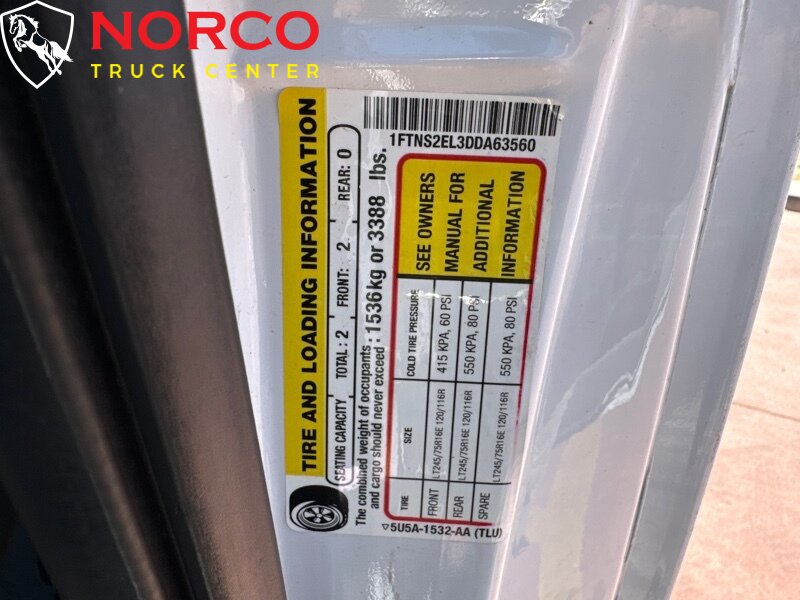 NORCO
TRUCK CENTER
1FTNS2EL3DDA63560
TIRE AND LOADING INFORMATION
SEATING CAPACITY TOTAL: 2 FRONT: 2 REAR: 0
The combined weight of occupants and cargo should never exceed : 1536kg or 3388 lbs.
TIRE SIZE COLD TIRE PRESSURE
FRONT LT245/75R16E 120/116R 415 KPA, 60 PSI
REAR LT245/75R16E 120/116R 550 KPA, 80 PSI
SPARE LT245/75R16E 120/116R 550 KPA, 80 PSI
SEE OWNERS
MANUAL FOR
ADDITIONAL
INFORMATION
5U5A-1532-AA (TLU)